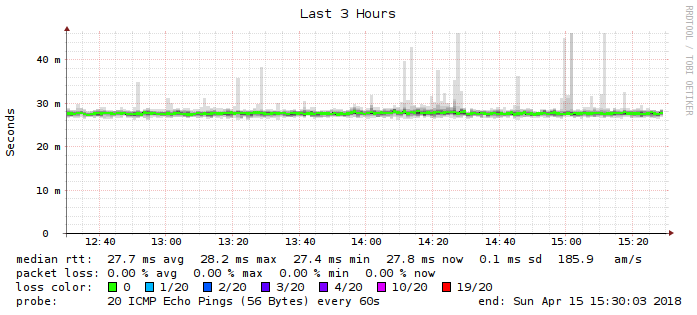 Last 3 Hours
RRDTOOL / TOBI OETIKER
Seconds
40 m
30 m
20 m
10 m
0
12:40 13:00 13:20 13:40 14:00 14:20 14:40 15:00 15:20
median rtt: 27.7 ms avg 28.2 ms max 27.4 ms min 27.8 ms now 0.1 ms sd 185.9 am/s
packet loss: 0.00 % avg 0.00 % max 0.00 % min 0.00 % now
loss color: 0 1/20 2/20 3/20 4/20 10/20 19/20
probe: 20 ICMP Echo Pings (56 Bytes) every 60s end: Sun Apr 15 15:30:03 2018